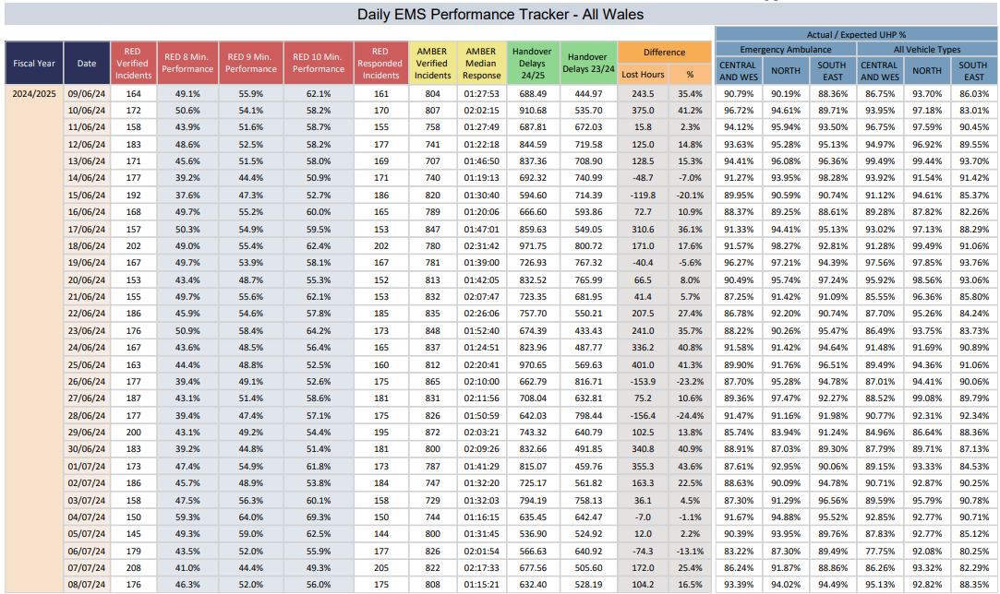 Daily EMS Performance Tracker - All Wales
Actual / Expected UHP %
Fiscal Year Date RED Verified Incidents RED 8 Min. Performance RED 9 Min. Performance RED 10 Min. Performance RED Responded Incidents AMBER Verified Incidents AMBER Median Response Handover Delays 24/25 Handover Delays 23/24 Difference Emergency Ambulance All Vehicle Types
Lost Hours % CENTRAL AND WES NORTH SOUTH EAST CENTRAL AND WES NORTH SOUTH EAST
2024/2025 09/06/24 164 49.1% 55.9% 62.1% 161 804 01:27:53 688.49 444.97 243.5 35.4% 90.79% 90.19% 88.36% 86.75% 93.70% 86.03%
10/06/24 172 50.6% 54.1% 58.2% 170 807 02:02:15 910.68 535.70 375.0 41.2% 96.72% 94.61% 89.71% 93.95% 97.18% 83.01%
11/06/24 158 43.9% 51.6% 58.7% 155 758 01:27:49 687.81 672.03 15.8 2.3% 94.12% 95.94% 93.50% 96.75% 97.59% 90.45%
12/06/24 183 48.6% 52.5% 58.2% 177 741 01:22:18 844.59 719.58 125.0 14.8% 93.63% 95.28% 95.13% 94.97% 96.92% 89.55%
13/06/24 171 45.6% 51.5% 58.0% 169 707 01:46:50 837.36 708.90 128.5 15.3% 94.41% 96.08% 96.36% 99.49% 99.44% 93.70%
14/06/24 177 39.2% 44.4% 50.9% 171 740 01:19:13 692.32 740.99 -48.7 -7.0% 91.27% 93.95% 98.28% 93.92% 91.54% 91.42%
15/06/24 192 37.6% 47.3% 52.7% 186 820 01:30:40 594.60 714.39 -119.8 -20.1% 89.95% 90.59% 90.74% 91.12% 94.61% 85.37%
16/06/24 168 49.7% 55.2% 60.0% 165 789 01:20:06 666.60 593.86 72.7 10.9% 88.37% 89.25% 88.61% 89.28% 87.82% 82.26%
17/06/24 157 50.3% 54.9% 59.5% 153 847 01:47:01 859.63 549.05 310.6 36.1% 91.33% 94.41% 95.13% 93.02% 97.13% 88.29%
18/06/24 202 49.0% 55.4% 62.4% 202 780 02:31:42 971.75 800.72 171.0 17.6% 91.57% 98.27% 92.81% 91.28% 99.49% 91.06%
19/06/24 167 49.7% 53.9% 58.1% 167 781 01:39:00 726.93 767.32 -40.4 -5.6% 96.27% 97.21% 94.39% 97.56% 97.85% 93.76%
20/06/24 153 43.4% 48.7% 55.3% 152 813 01:42:05 832.52 765.99 66.5 8.0% 90.49% 95.74% 97.24% 95.92% 98.56% 93.06%
21/06/24 155 49.7% 55.6% 62.1% 153 832 02:07:47 723.35 681.95 41.4 5.7% 87.25% 91.42% 91.09% 85.55% 96.36% 85.80%
22/06/24 186 45.9% 54.6% 57.8% 185 835 02:26:06 757.70 550.21 207.5 27.4% 86.78% 92.20% 90.74% 87.70% 95.26% 84.24%
23/06/24 176 50.9% 58.4% 64.2% 173 848 01:52:40 674.39 433.43 241.0 35.7% 88.22% 90.26% 95.47% 86.49% 93.75% 83.73%
24/06/24 167 43.6% 48.5% 56.4% 165 837 01:24:51 823.96 487.77 336.2 40.8% 91.58% 91.42% 94.64% 91.48% 91.69% 90.89%
25/06/24 163 44.4% 48.8% 52.5% 160 812 02:20:41 970.65 569.63 401.0 41.3% 89.90% 91.76% 96.51% 89.49% 94.36% 91.06%
26/06/24 177 39.4% 49.1% 52.6% 175 865 02:10:00 662.79 816.71 -153.9 -23.2% 87.70% 95.28% 94.78% 87.01% 94.41% 90.06%
27/06/24 187 43.1% 51.4% 58.6% 181 831 02:11:56 708.04 632.81 75.2 10.6% 89.36% 97.47% 92.27% 88.52% 99.08% 89.79%
28/06/24 177 39.4% 47.4% 57.1% 175 826 01:50:59 642.03 798.44 -156.4 -24.4% 91.47% 91.16% 91.98% 90.77% 92.31% 92.34%
29/06/24 200 43.1% 49.2% 54.4% 195 872 02:03:21 743.32 640.79 102.5 13.8% 85.74% 83.94% 91.24% 84.96% 86.64% 88.36%
30/06/24 183 39.2% 44.8% 51.4% 181 800 02:09:26 832.66 491.85 340.8 40.9% 88.91% 87.03% 89.30% 87.79% 89.71% 87.13%
01/07/24 173 47.4% 54.9% 61.8% 173 787 01:41:29 815.07 459.76 355.3 43.6% 87.61% 92.95% 90.06% 89.15% 93.33% 84.53%
02/07/24 186 45.7% 48.9% 53.8% 184 747 01:32:20 725.17 561.82 163.3 22.5% 88.63% 90.09% 94.78% 90.71% 92.87% 90.25%
03/07/24 158 47.5% 56.3% 60.1% 158 729 01:32:03 794.19 758.13 36.1 4.5% 87.30% 91.29% 96.56% 89.59% 95.79% 90.78%
04/07/24 150 59.3% 64.0% 69.3% 150 744 01:16:15 635.45 642.47 -7.0 -1.1% 91.67% 94.88% 95.52% 92.85% 92.77% 90.71%
05/07/24 145 49.3% 59.0% 62.5% 144 800 01:31:45 536.90 524.92 12.0 2.2% 90.39% 93.95% 89.76% 87.83% 92.77% 85.12%
06/07/24 179 43.5% 52.0% 55.9% 177 826 02:01:54 566.63 640.92 -74.3 -13.1% 83.22% 87.30% 89.49% 77.75% 92.08% 80.25%
07/07/24 208 41.0% 44.4% 49.3% 205 822 02:17:33 677.56 505.60 172.0 25.4% 86.24% 91.87% 88.86% 86.26% 93.32% 82.29%
08/07/24 176 46.3% 52.0% 56.0% 175 808 01:15:21 632.40 528.19 104.2 16.5% 93.39% 94.02% 94.49% 95.13% 92.82% 88.35%